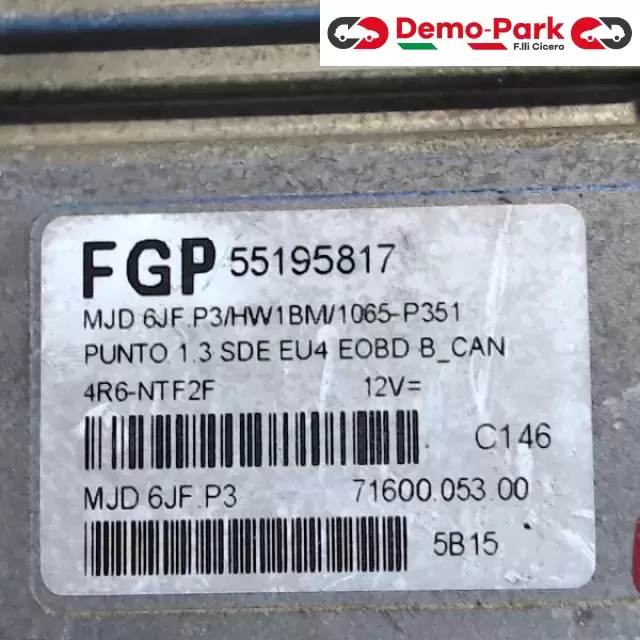 Demo-Park
F.lli Cicero
FGP 55195817
MJD 6JF.P3/HW1BM/1065-P351
PUNTO 1.3 SDE EU4 EOBD B_CAN
4R6-NTF2F 12V=
C146
MJD 6JF.P3 71600.053.00
5B15